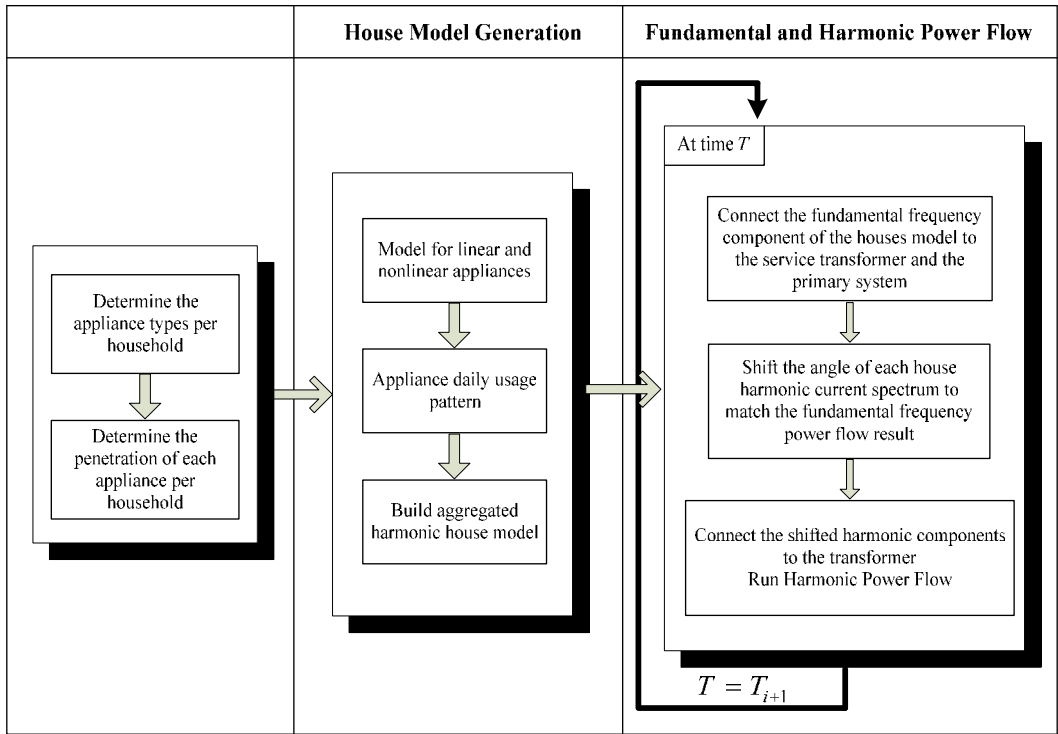 House Model Generation
Fundamental and Harmonic Power Flow
Determine the
appliance types per
household
Determine the
penetration of each
appliance per
household
Model for linear and
nonlinear appliances
Appliance daily usage
pattern
Build aggregated
harmonic house model
At time T
Connect the fundamental frequency
component of the houses model to
the service transformer and the
primary system
Shift the angle of each house
harmonic current spectrum to
match the fundamental frequency
power flow result
Connect the shifted harmonic components
to the transformer
Run Harmonic Power Flow
T = T_{i+1}